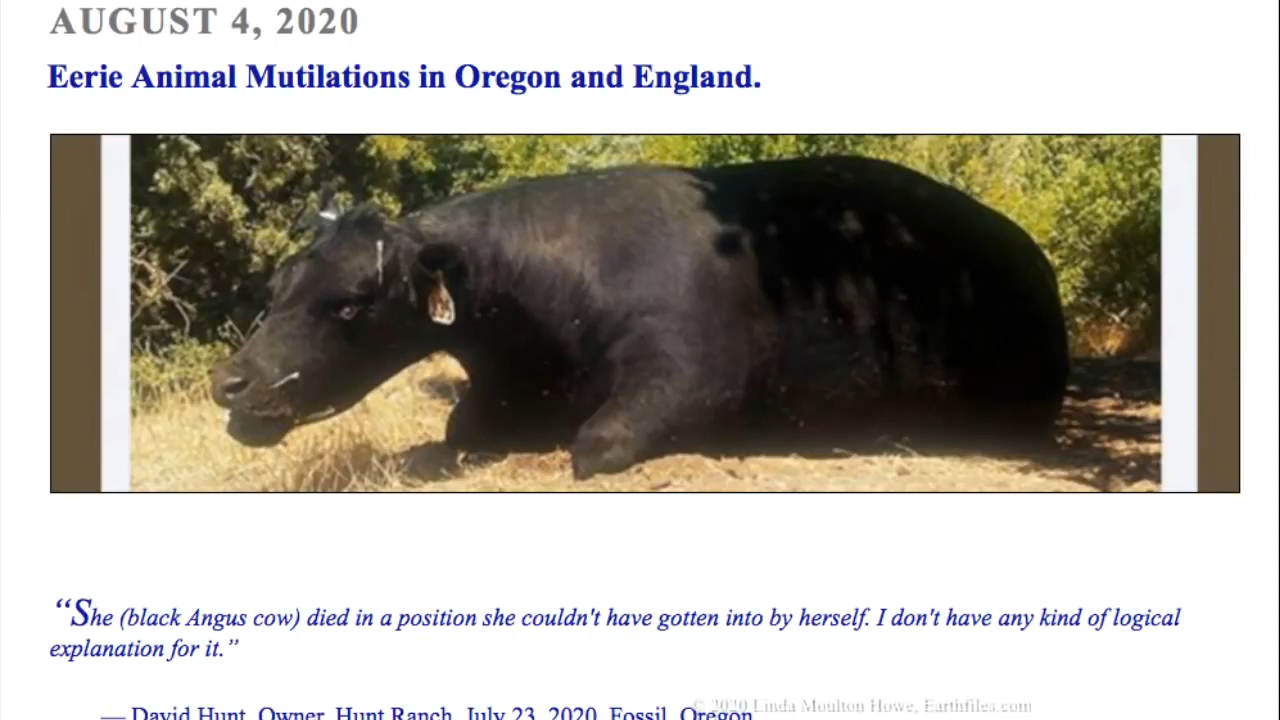 AUGUST 4, 2020
Eerie Animal Mutilations in Oregon and England.
“She (black Angus cow) died in a position she couldn't have gotten into by herself. I don't have any kind of logical
explanation for it.”
— David Hunt, Owner, Hunt Ranch, July 23, 2020, Fossil, Oregon
© 2020 Linda Moulton Howe, Earthfiles.com